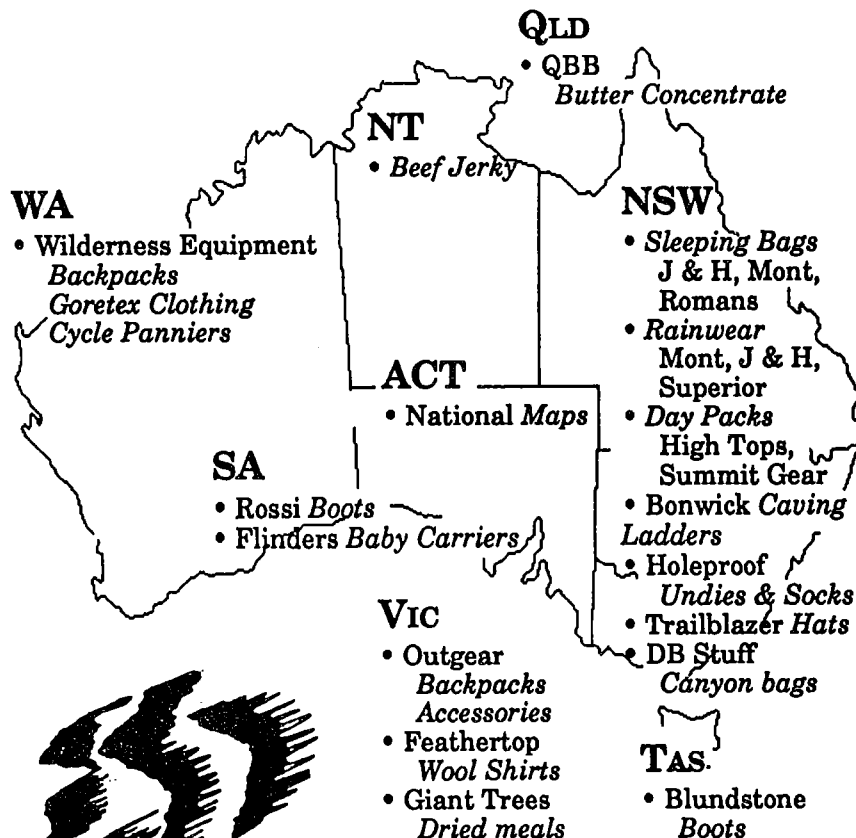 QLD
• QBB
Butter Concentrate
NT
• Beef Jerky
WA
• Wilderness Equipment
Backpacks
Goretex Clothing
Cycle Panniers
NSW
• Sleeping Bags
J & H, Mont,
Romans
• Rainwear
Mont, J & H,
Superior
• Day Packs
High Tops,
Summit Gear
• Bonwick Caving
Ladders
• Holeproof
Undies & Socks
• Trailblazer Hats
• DB Stuff
Canyon bags
ACT
• National Maps
SA
• Rossi Boots
• Flinders Baby Carriers
VIC
• Outgear
Backpacks
Accessories
• Feathertop
Wool Shirts
• Giant Trees
Dried meals
TAS.
• Blundstone
Boots